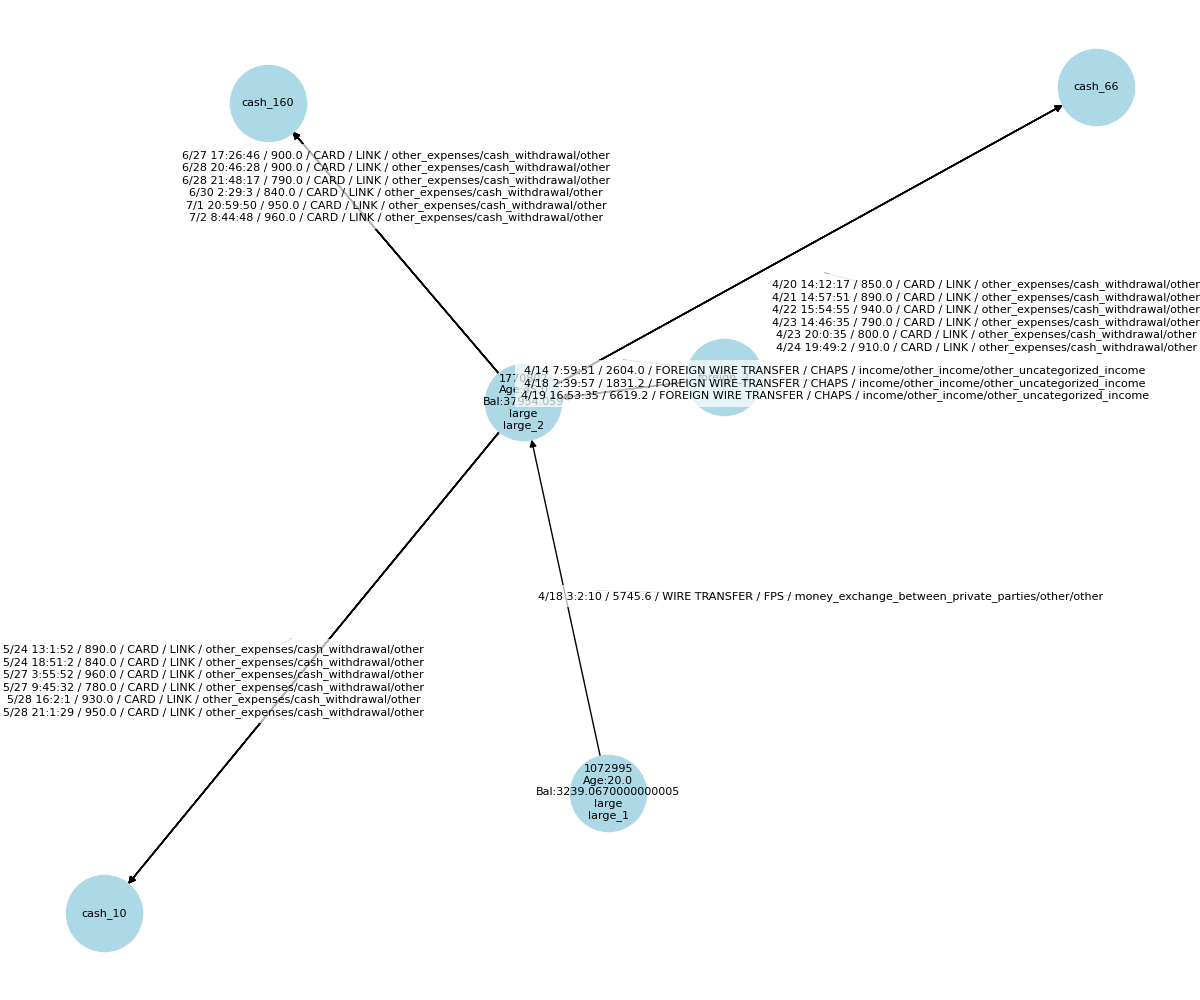 cash_66
cash_160
6/27 17:26:46 / 900.0 / CARD / LINK / other_expenses/cash_withdrawal/other
6/28 20:46:28 / 900.0 / CARD / LINK / other_expenses/cash_withdrawal/other
6/28 21:48:17 / 790.0 / CARD / LINK / other_expenses/cash_withdrawal/other
6/30 2:29:3 / 840.0 / CARD / LINK / other_expenses/cash_withdrawal/other
7/1 20:59:50 / 950.0 / CARD / LINK / other_expenses/cash_withdrawal/other
7/2 8:44:48 / 960.0 / CARD / LINK / other_expenses/cash_withdrawal/other
4/20 14:12:17 / 850.0 / CARD / LINK / other_expenses/cash_withdrawal/other
4/21 14:57:51 / 890.0 / CARD / LINK / other_expenses/cash_withdrawal/other
4/22 15:54:55 / 940.0 / CARD / LINK / other_expenses/cash_withdrawal/other
4/23 14:46:35 / 790.0 / CARD / LINK / other_expenses/cash_withdrawal/other
4/23 20:0:35 / 800.0 / CARD / LINK / other_expenses/cash_withdrawal/other
4/24 19:49:2 / 910.0 / CARD / LINK / other_expenses/cash_withdrawal/other
4/14 7:59:51 / 2604.0 / FOREIGN WIRE TRANSFER / CHAPS / income/other_income/other_uncategorized_income
4/18 2:39:57 / 1831.2 / FOREIGN WIRE TRANSFER / CHAPS / income/other_income/other_uncategorized_income
4/19 16:53:35 / 6619.2 / FOREIGN WIRE TRANSFER / CHAPS / income/other_income/other_uncategorized_income
large
large_2
4/18 3:2:10 / 5745.6 / WIRE TRANSFER / FPS / money_exchange_between_private_parties/other/other
5/24 13:1:52 / 890.0 / CARD / LINK / other_expenses/cash_withdrawal/other
5/24 18:51:2 / 840.0 / CARD / LINK / other_expenses/cash_withdrawal/other
5/27 3:55:52 / 960.0 / CARD / LINK / other_expenses/cash_withdrawal/other
5/27 9:45:32 / 780.0 / CARD / LINK / other_expenses/cash_withdrawal/other
5/28 16:2:1 / 930.0 / CARD / LINK / other_expenses/cash_withdrawal/other
5/28 21:1:29 / 950.0 / CARD / LINK / other_expenses/cash_withdrawal/other
1072995
Age:20.0
Bal:3239.0670000000005
large
large_1
cash_10